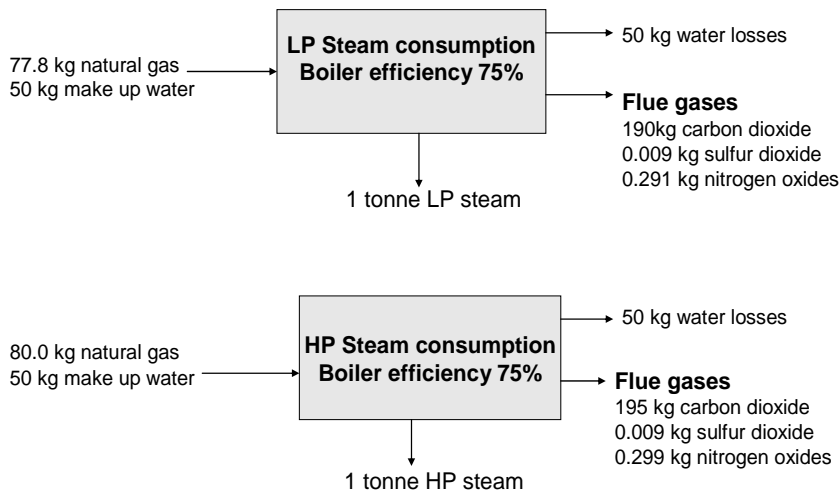 77.8 kg natural gas
50 kg make up water
LP Steam consumption
Boiler efficiency 75%
50 kg water losses
Flue gases
190kg carbon dioxide
0.009 kg sulfur dioxide
0.291 kg nitrogen oxides
1 tonne LP steam
80.0 kg natural gas
50 kg make up water
HP Steam consumption
Boiler efficiency 75%
50 kg water losses
Flue gases
195 kg carbon dioxide
0.009 kg sulfur dioxide
0.299 kg nitrogen oxides
1 tonne HP steam